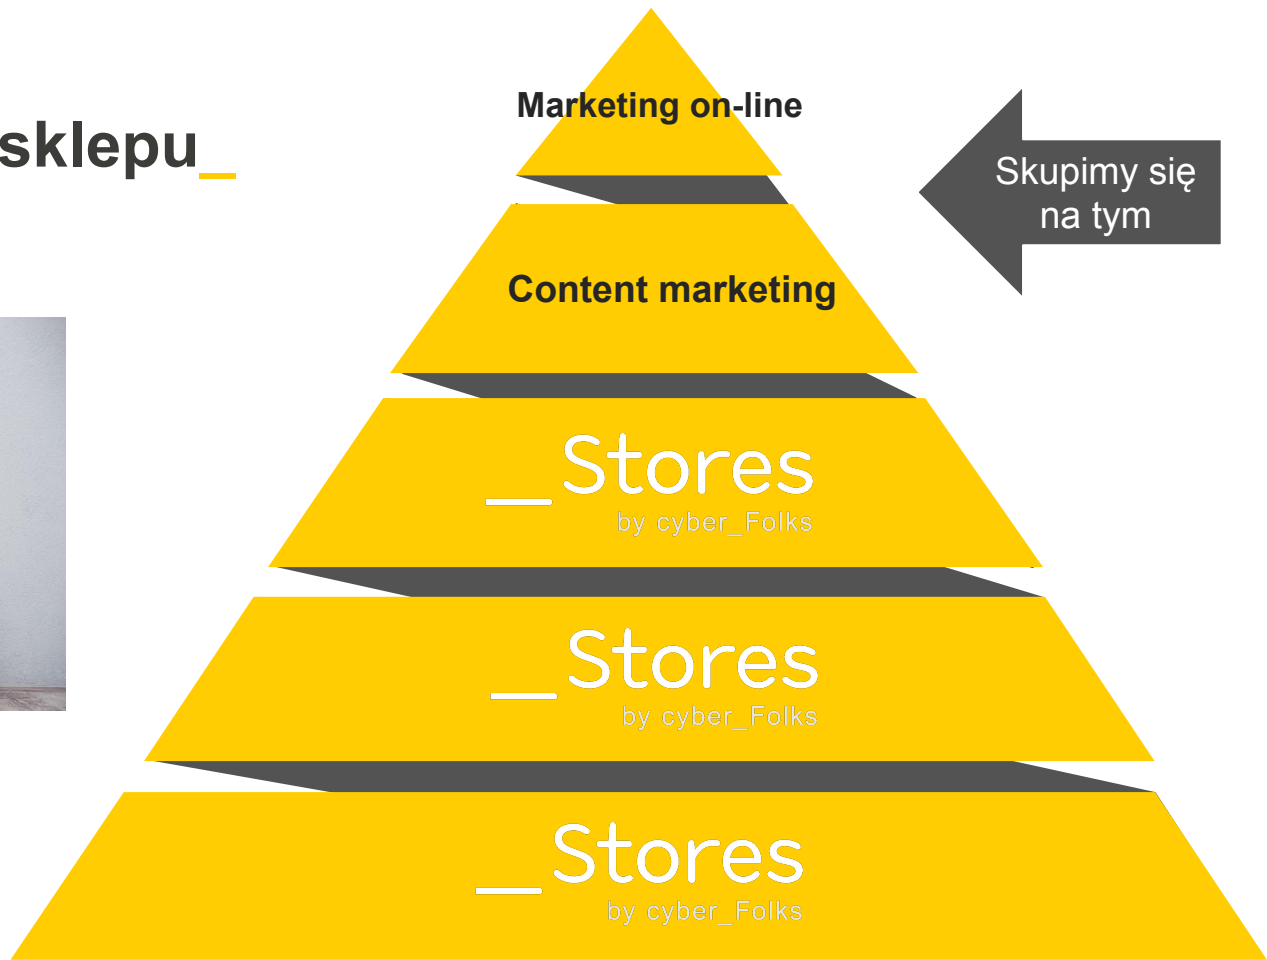 Marketing on-line
sklepu_
Skupimy się
na tym
Content marketing
_Stores
by cyber_Folks
_Stores
by cyber_Folks
_Stores
by cyber_Folks